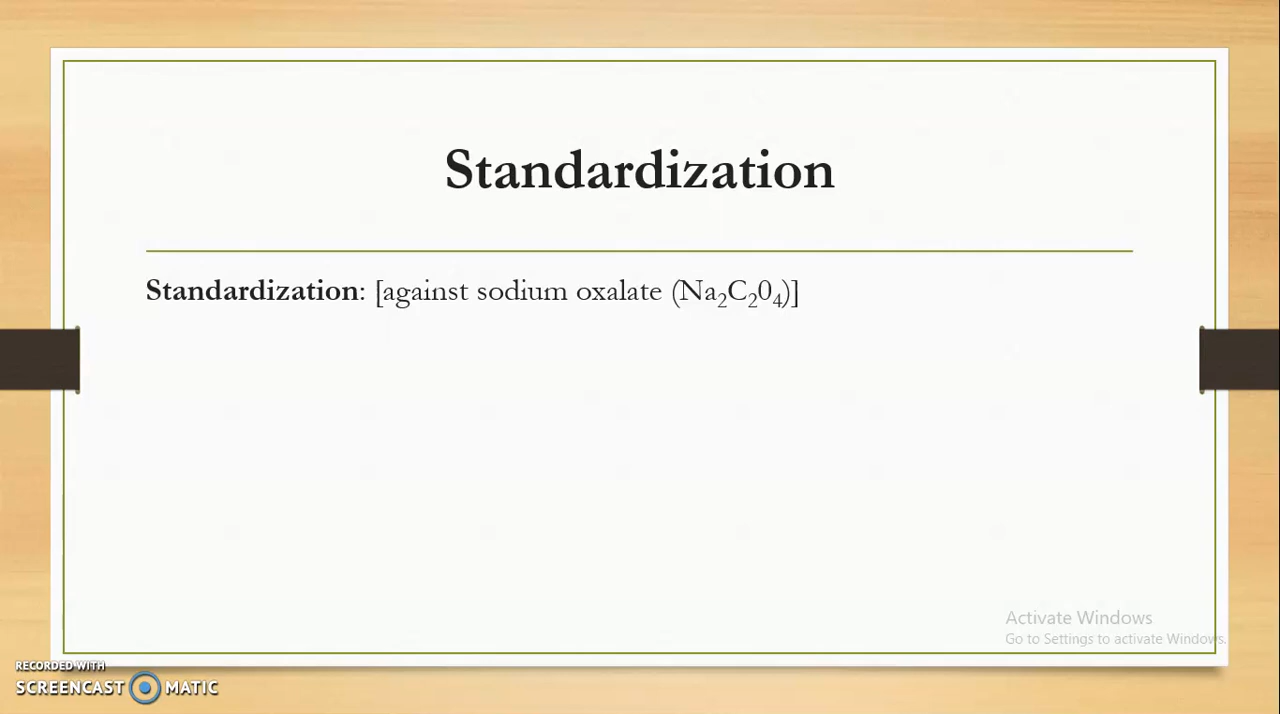 Standardization
Standardization: [against sodium oxalate (Na₂C₂0₄)]
Activate Windows
Go to Settings to activate Windows.
RECORDED WITH
SCREENCAST MATIC